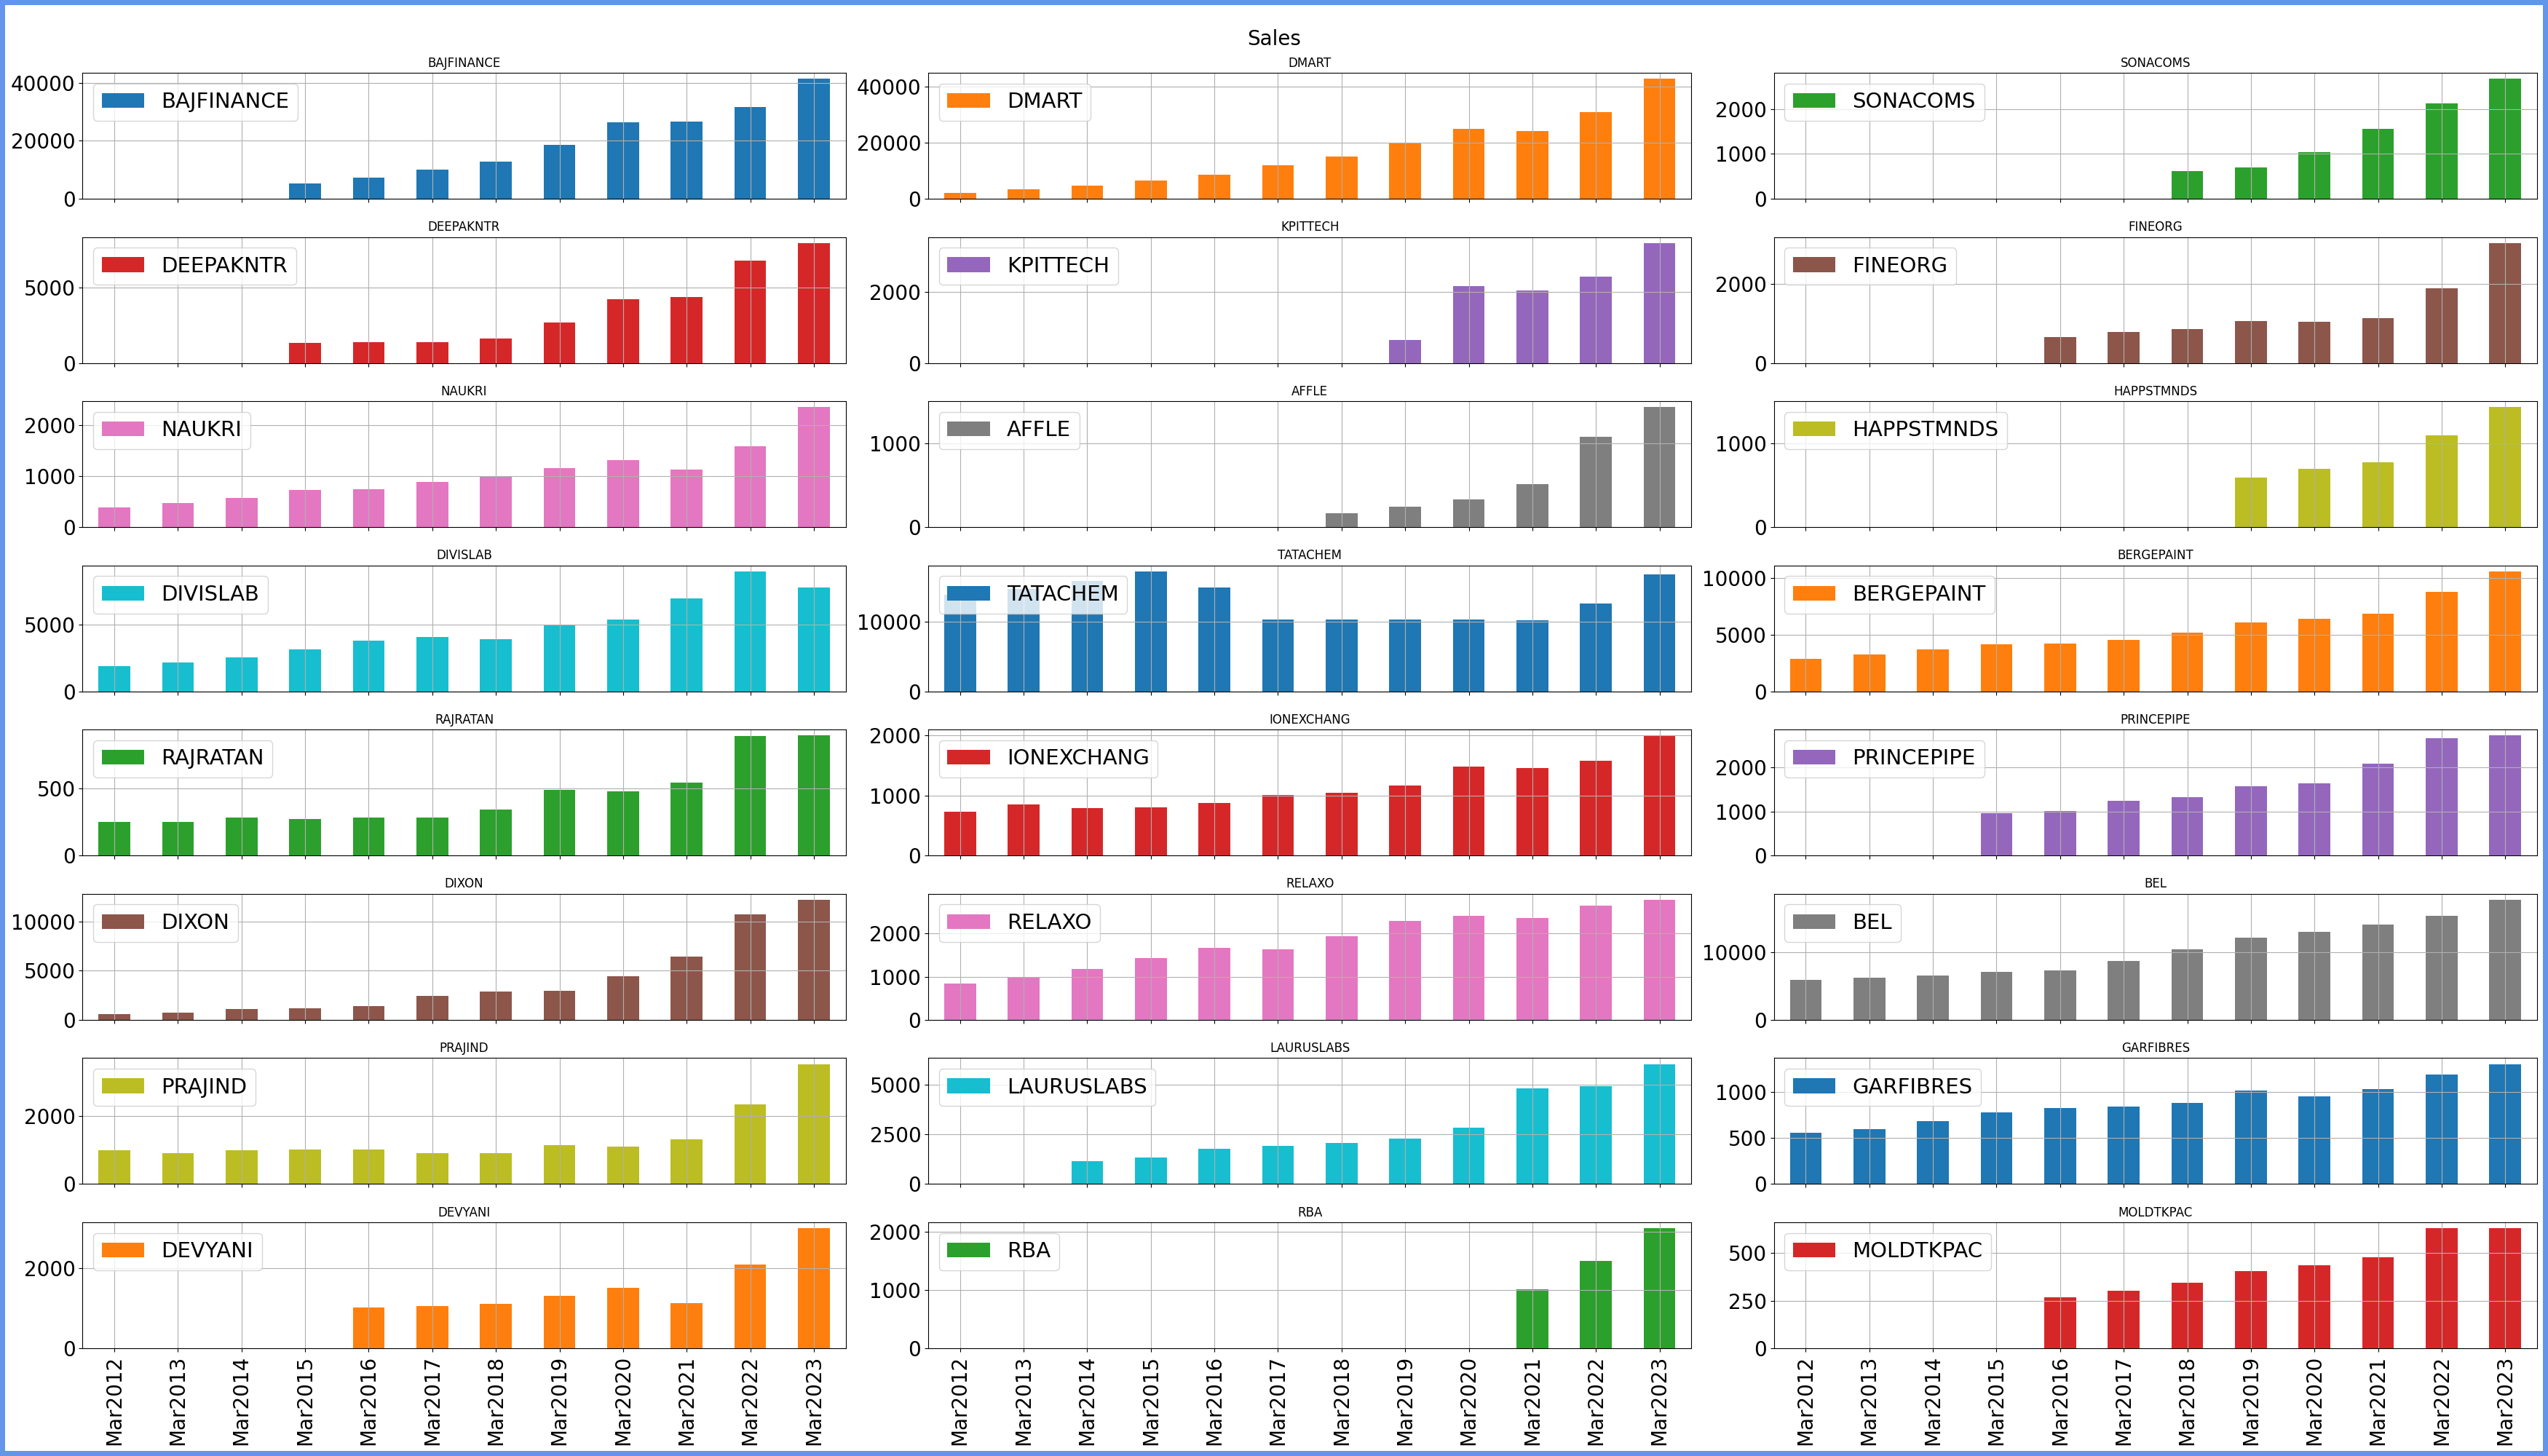 Sales
BAJFINANCE
40000
20000
0
BAJFINANCE
DMART
40000
20000
0
DMART
SONACOMS
2000
1000
0
SONACOMS
DEEPAKNTR
5000
0
DEEPAKNTR
KPITTECH
2000
0
KPITTECH
FINEORG
2000
0
FINEORG
NAUKRI
2000
1000
0
NAUKRI
AFFLE
1000
0
AFFLE
HAPPSTMNDS
1000
0
HAPPSTMNDS
DIVISLAB
5000
0
DIVISLAB
TATACHEM
10000
0
TATACHEM
BERGEPAINT
10000
5000
0
BERGEPAINT
RAJRATAN
500
0
RAJRATAN
IONEXCHANG
2000
1000
0
IONEXCHANG
PRINCEPIPE
2000
1000
0
PRINCEPIPE
DIXON
10000
5000
0
DIXON
RELAXO
2000
1000
0
RELAXO
BEL
10000
0
BEL
PRAJIND
2000
0
PRAJIND
LAURUSLABS
5000
2500
0
LAURUSLABS
GARFIBRES
1000
500
0
GARFIBRES
DEVYANI
2000
0
DEVYANI
Mar2012
Mar2013
Mar2014
Mar2015
Mar2016
Mar2017
Mar2018
Mar2019
Mar2020
Mar2021
Mar2022
Mar2023
RBA
2000
1000
0
RBA
Mar2012
Mar2013
Mar2014
Mar2015
Mar2016
Mar2017
Mar2018
Mar2019
Mar2020
Mar2021
Mar2022
Mar2023
MOLDTKPAC
500
250
0
MOLDTKPAC
Mar2012
Mar2013
Mar2014
Mar2015
Mar2016
Mar2017
Mar2018
Mar2019
Mar2020
Mar2021
Mar2022
Mar2023